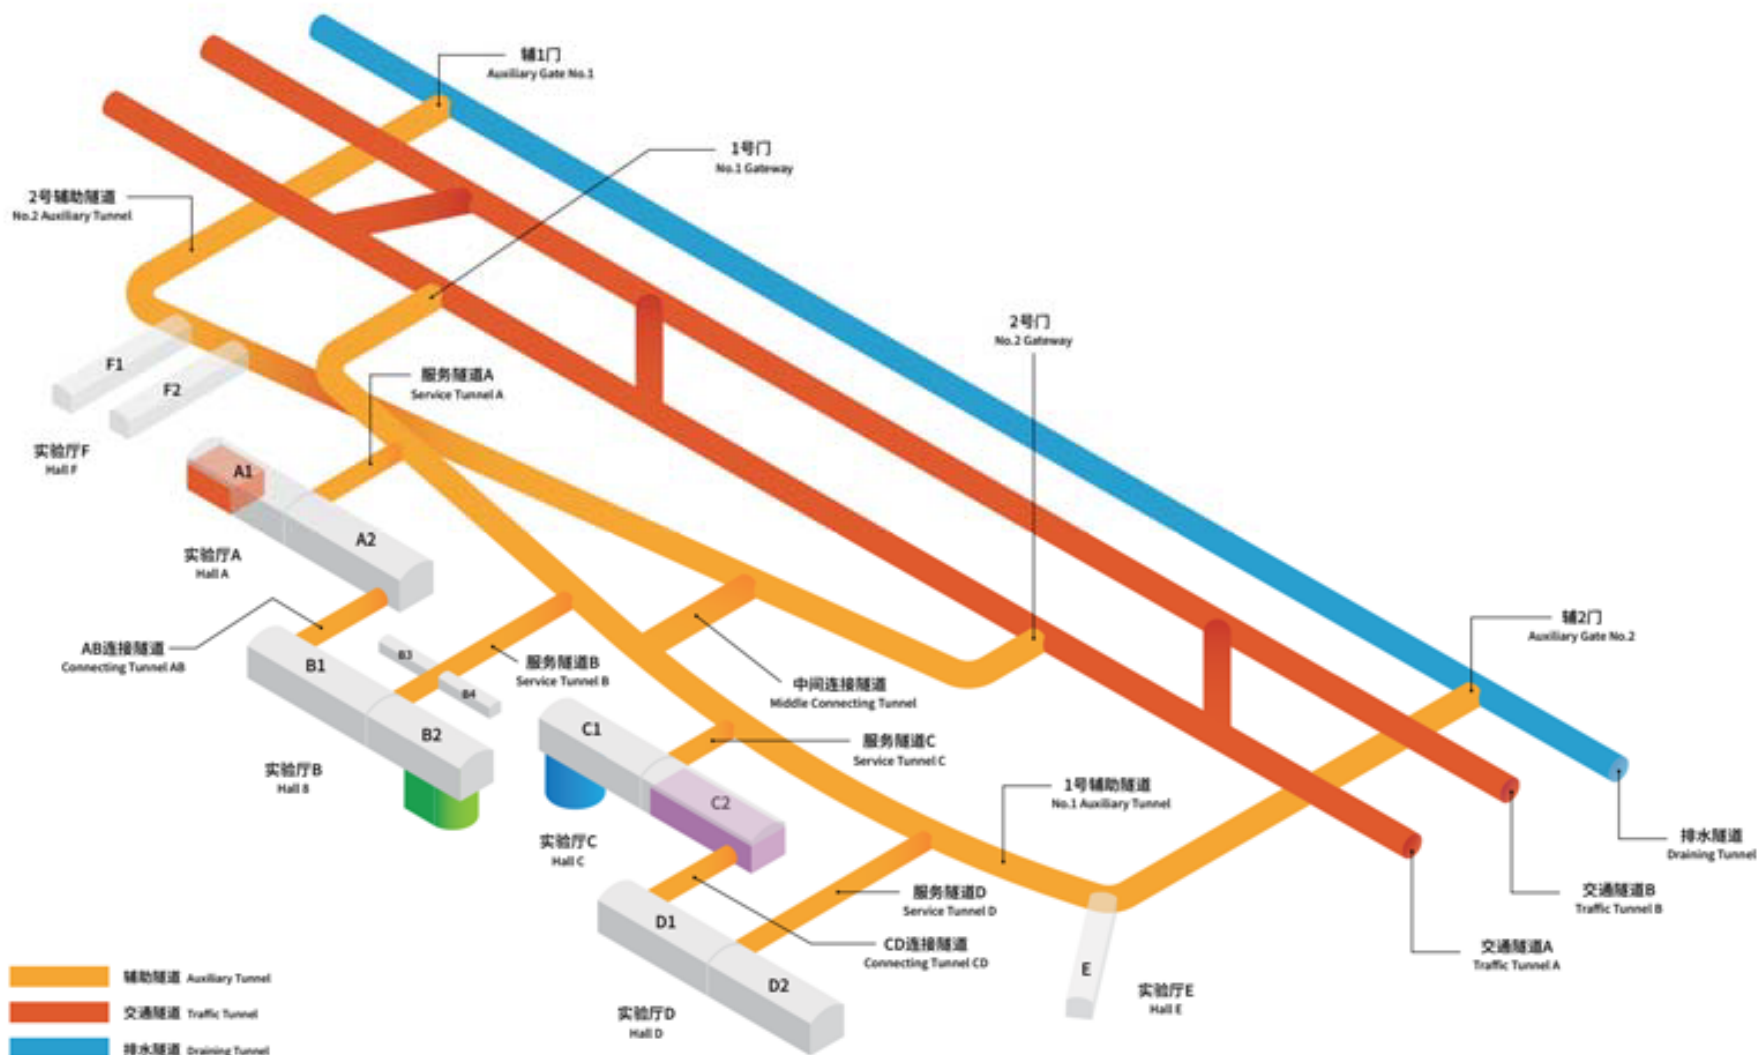 辅1门
Auxiliary Gate No.1
1号门
No.1 Gateway
2号辅助隧道
No.2 Auxiliary Tunnel
2号门
No.2 Gateway
F1
F2
服务隧道A
Service Tunnel A
实验厅F
Hall F
A1
A2
实验厅A
Hall A
辅2门
Auxiliary Gate No.2
AB连接隧道
Connecting Tunnel AB
B1
B3
B4
服务隧道B
Service Tunnel B
中间连接隧道
Middle Connecting Tunnel
B2
C1
服务隧道C
Service Tunnel C
实验厅B
Hall 8
C2
1号辅助隧道
No.1 Auxiliary Tunnel
实验厅C
Hall C
排水隧道
Draining Tunnel
服务隧道D
Service Tunnel D
交通隧道B
Traffic Tunnel B
D1
CD连接隧道
Connecting Tunnel CD
交通隧道A
Traffic Tunnel A
E
D2
实验厅E
Hall E
实验厅D
Hall D
辅助隧道 Auxiliary Tunnel
交通隧道 Traffic Tunnel
排水隧道 Draining Tunnel